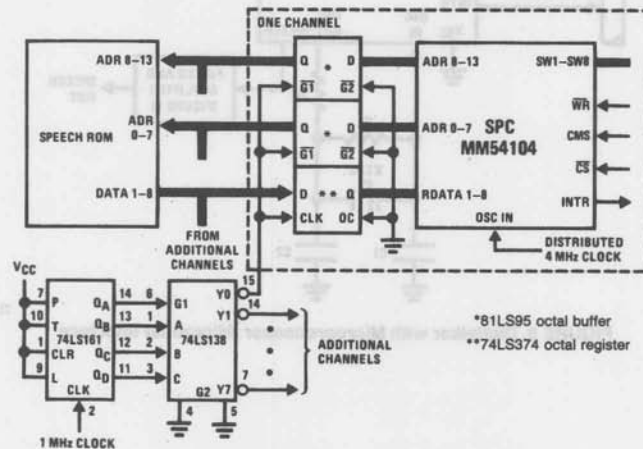 ONE CHANNEL
ADR 8–13
Q * D
ADR 8–13
SW1–SW8
G1
G2
WR
SPEECH ROM
ADR
0–7
Q * D
ADR 0–7
SPC
MM54104
CMS
G1
G2
CS
DATA 1–8
D ** Q
RDATA 1–8
INTR
CLK
OC
OSC IN
FROM
ADDITIONAL
CHANNELS
DISTRIBUTED
4 MHz CLOCK
VCC
15
7 P QA 14 6 G1 Y0
14
10 T QB 13 1 A Y1
1 CLR QC 12 2 B
74LS161
74LS138
9 L QD 11 3 C
CLK
G2 Y7 7
2
4
5
1 MHz CLOCK
ADDITIONAL
CHANNELS
*81LS95 octal buffer
**74LS374 octal register